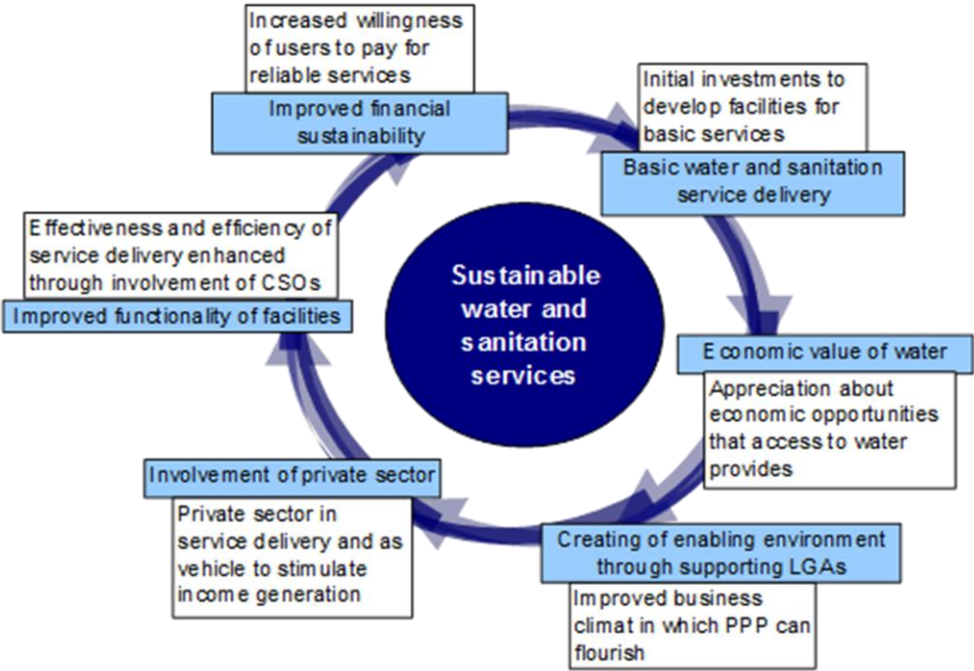 Increased willingness
of users to pay for
reliable services
Improved financial
sustainability
Initial investments to
develop facilities for
basic services
Basic water and sanitation
service delivery
Effectiveness and efficiency of
service delivery enhanced
through involvement of CSOs
Improved functionality of facilities
Sustainable
water and
sanitation
services
Economic value of water
Appreciation about
economic opportunities
that access to water
provides
Involvement of private sector
Private sector in
service delivery and as
vehicle to stimulate
income generation
Creating of enabling environment
through supporting LGAs
Improved business
climat in which PPP can
flourish